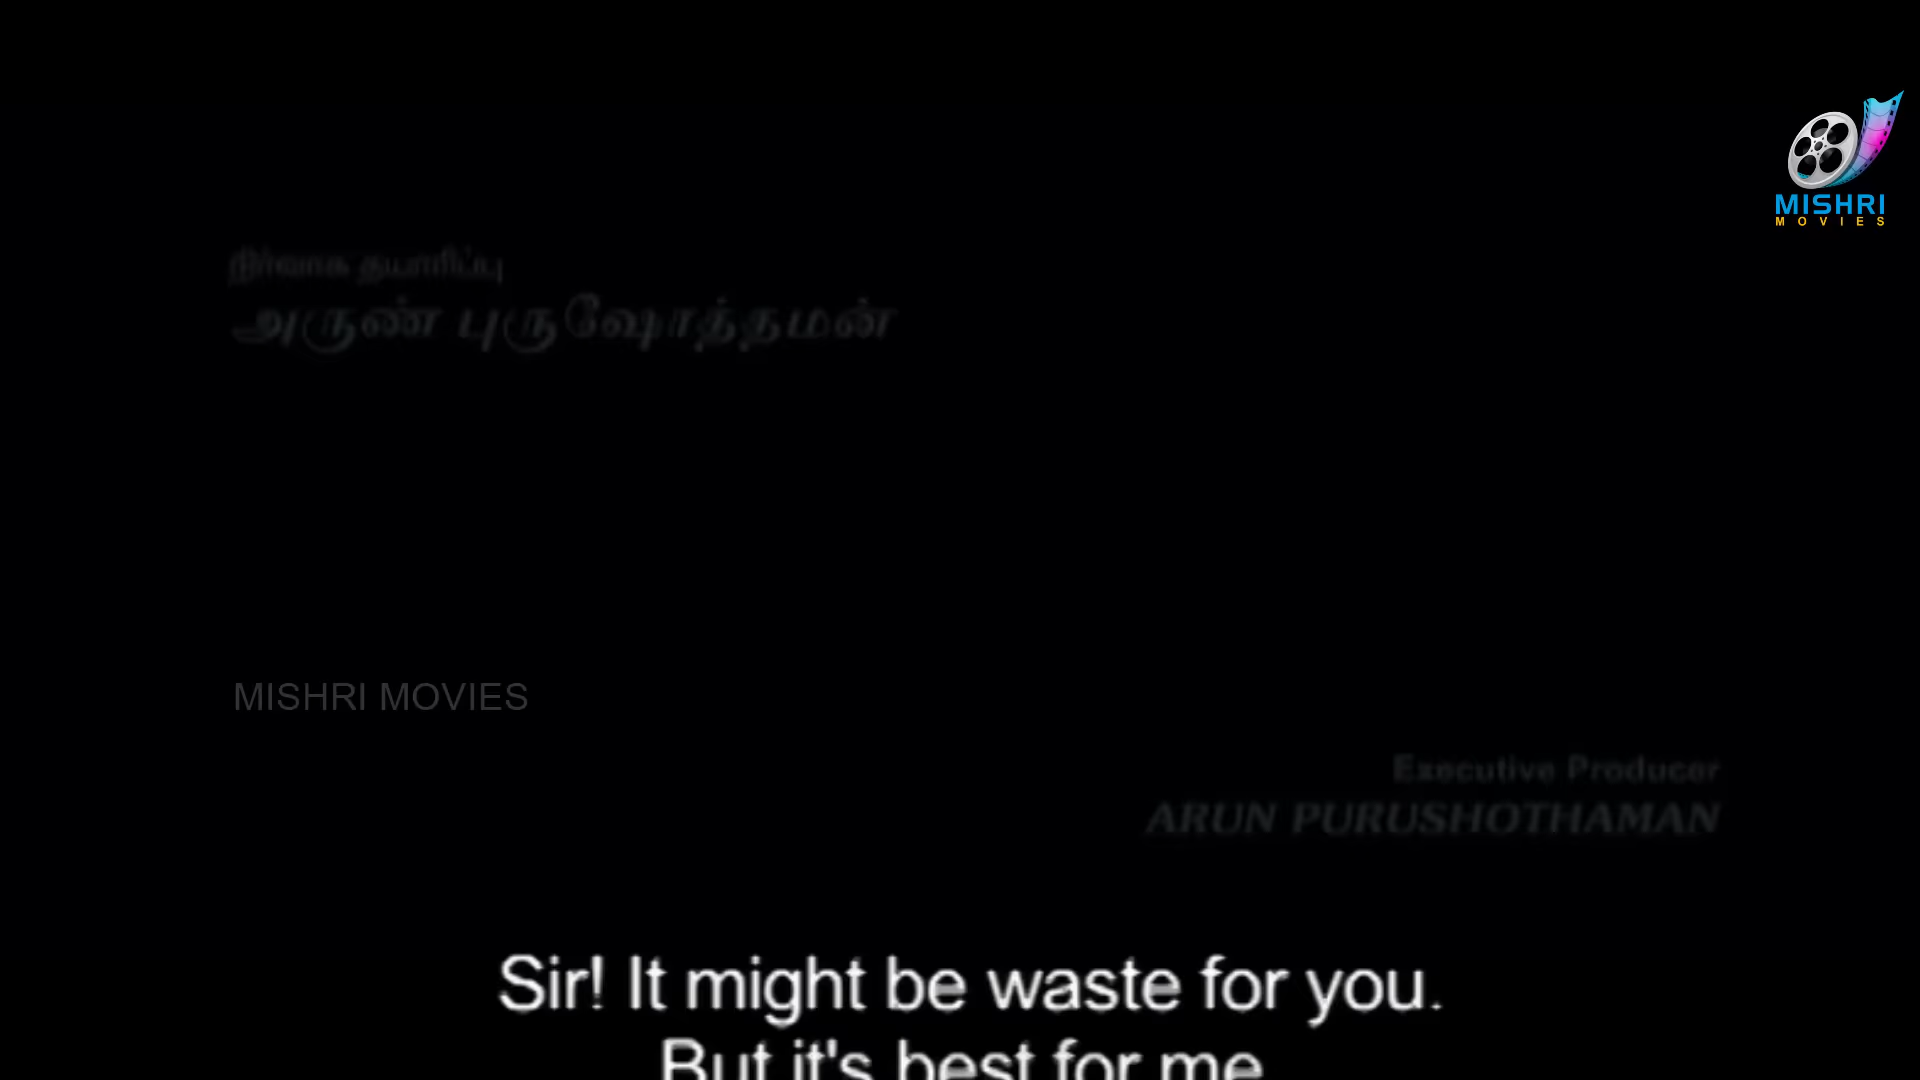 MISHRI
MOVIES
நிர்வாக தயாரிப்பு
அருண் புருஷோத்தமன்
MISHRI MOVIES
Executive Producer
ARUN PURUSHOTHAMAN
Sir! It might be waste for you.
But it's best for me